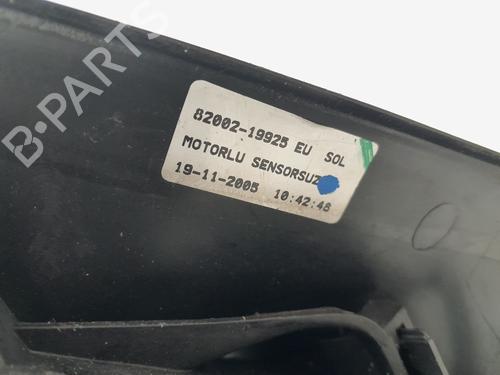 B-PARTS
82002-19925 EU SOL
MOTORLU SENSORSUZ
19-11-2005 10:42:48